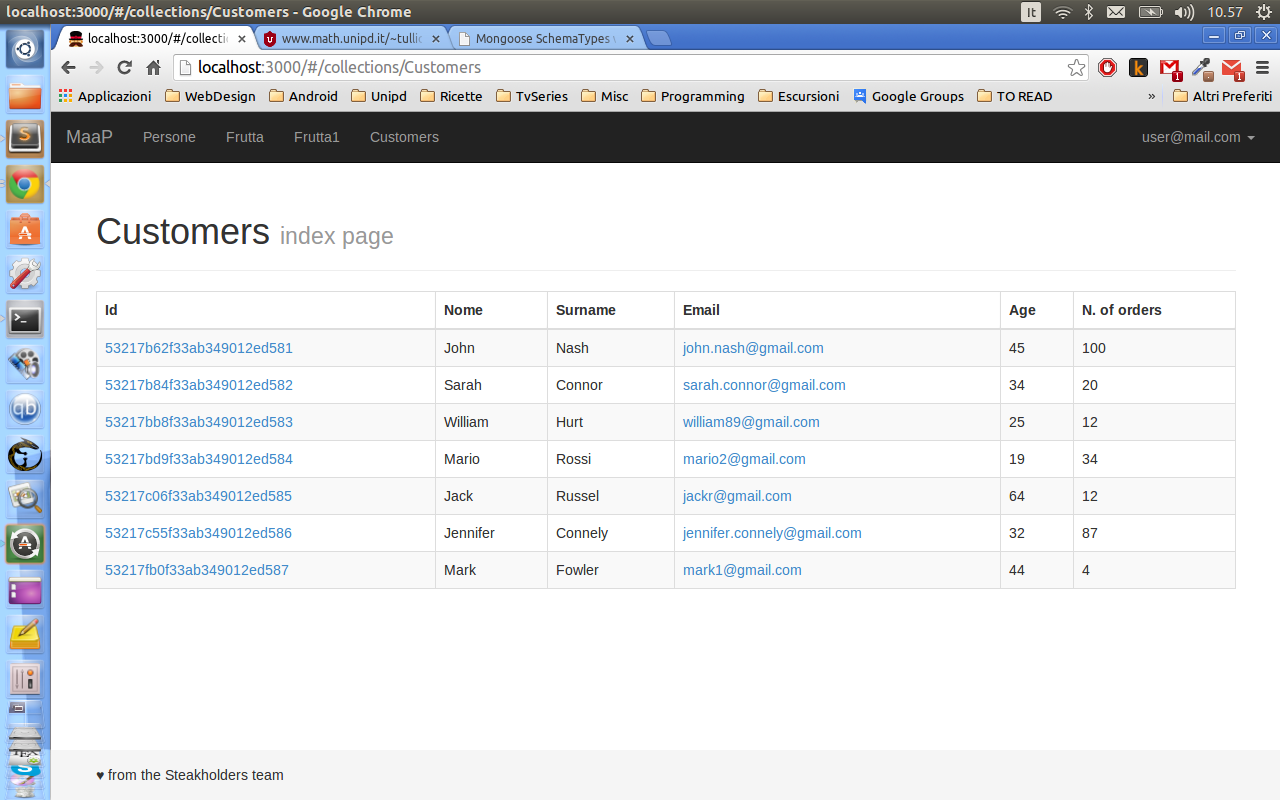 localhost:3000/#/collections/Customers - Google Chrome
It
10.57
localhost:3000/#/collecti
www.math.unipd.it/~tullio
Mongoose SchemaTypes
localhost:3000/#/collections/Customers
Applicazioni WebDesign Android Unipd Ricette TvSeries Misc Programming Escursioni Google Groups TO READ » Altri Preferiti
MaaP Persone Frutta Frutta1 Customers user@mail.com
Customers index page
Id Nome Surname Email Age N. of orders
53217b62f33ab349012ed581 John Nash john.nash@gmail.com 45 100
53217b84f33ab349012ed582 Sarah Connor sarah.connor@gmail.com 34 20
53217bb8f33ab349012ed583 William Hurt william89@gmail.com 25 12
53217bd9f33ab349012ed584 Mario Rossi mario2@gmail.com 19 34
53217c06f33ab349012ed585 Jack Russel jackr@gmail.com 64 12
53217c55f33ab349012ed586 Jennifer Connely jennifer.connely@gmail.com 32 87
53217fb0f33ab349012ed587 Mark Fowler mark1@gmail.com 44 4
♥ from the Steakholders team